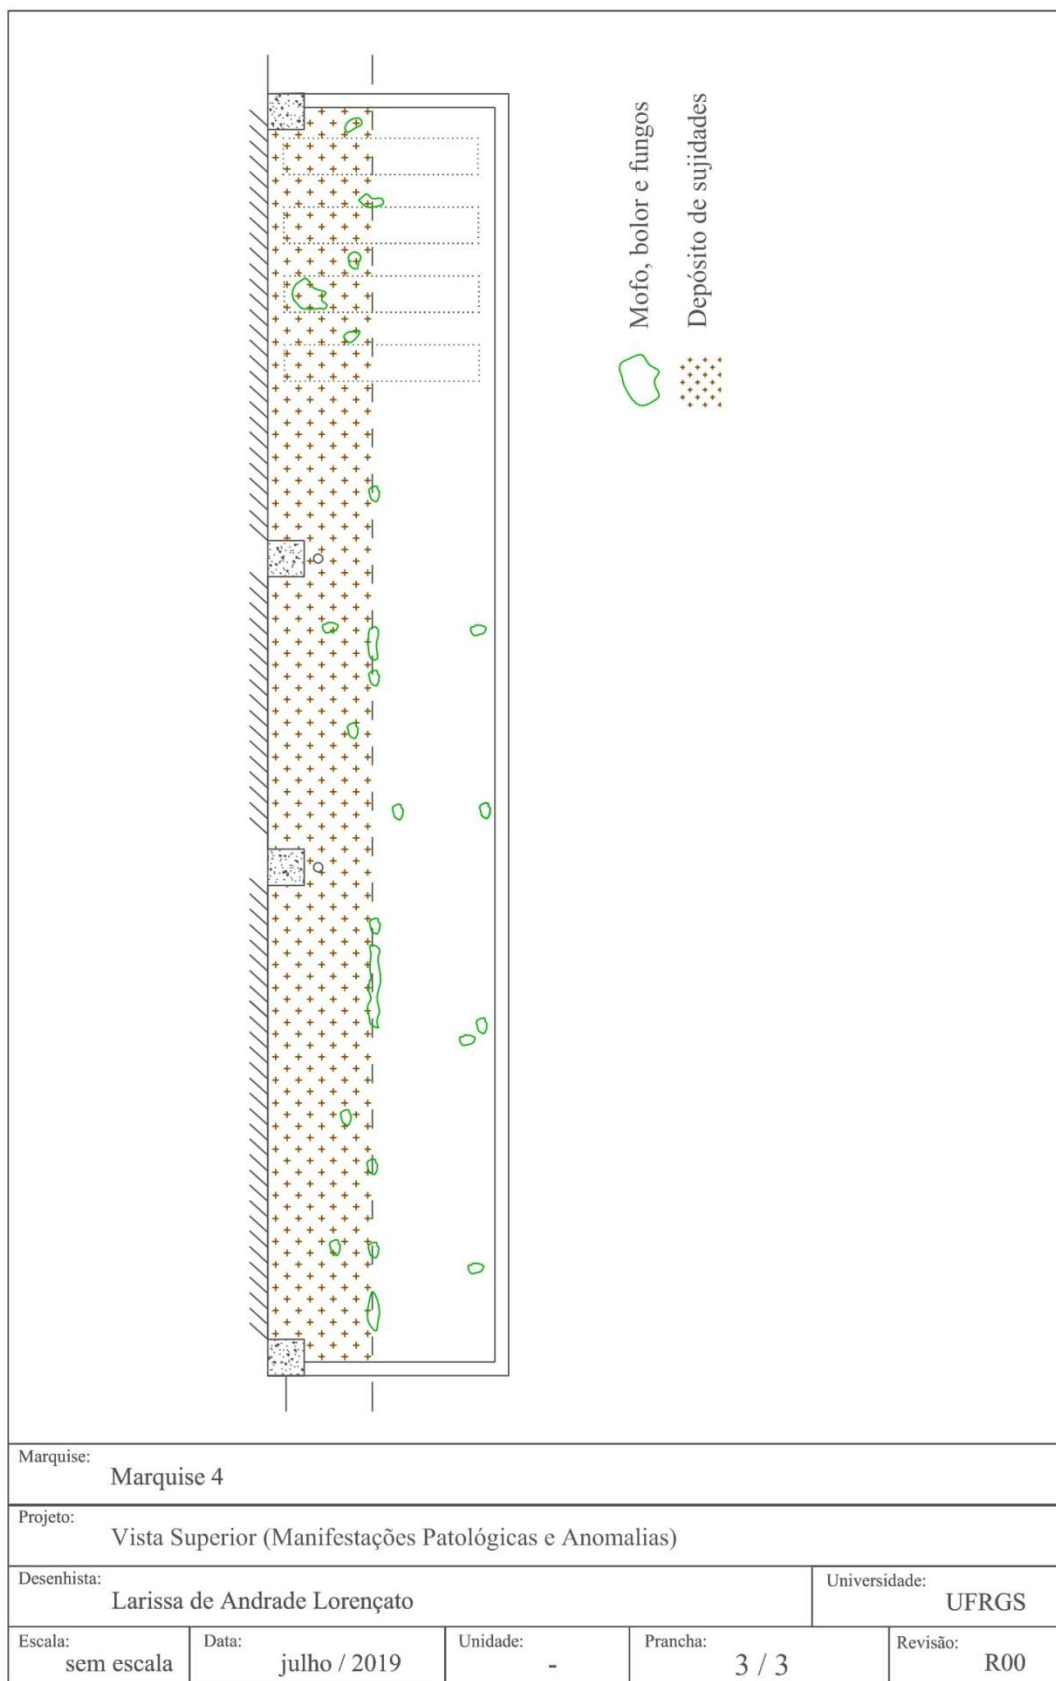 Mofo, bolor e fungos
Depósito de sujidades
Marquise:
Marquise 4
Projeto:
Vista Superior (Manifestações Patológicas e Anomalias)
Desenhista:
Larissa de Andrade Lorençato
Universidade:
UFRGS
Escala:
sem escala
Data:
julho / 2019
Unidade:
-
Prancha:
3 / 3
Revisão:
R00